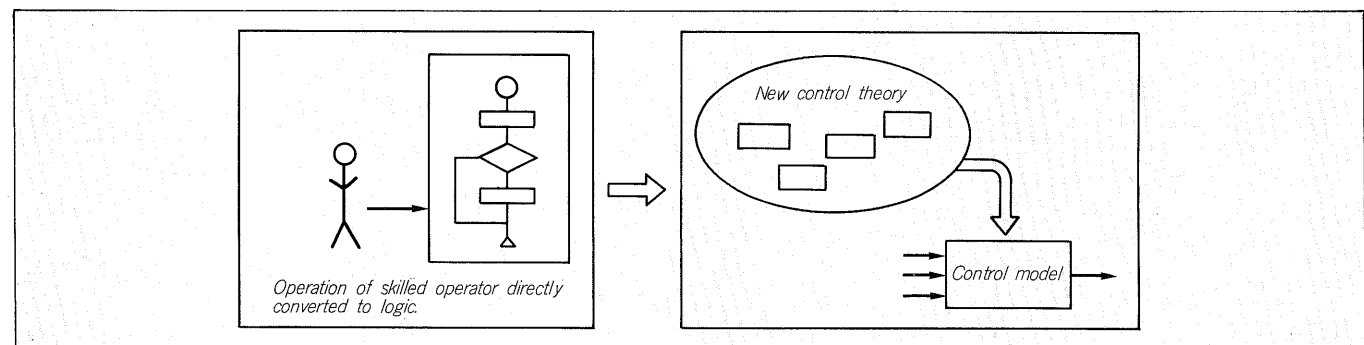 Operation of skilled operator directly
converted to logic.
New control theory
Control model